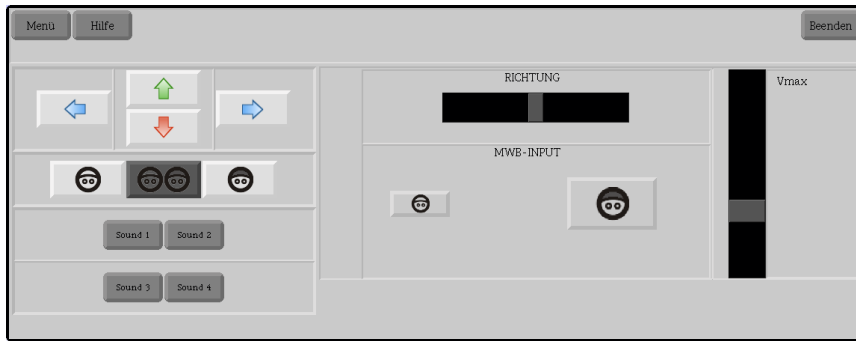 Menü
Hilfe
Beenden
RICHTUNG
Vmax
MWB-INPUT
Sound 1
Sound 2
Sound 3
Sound 4